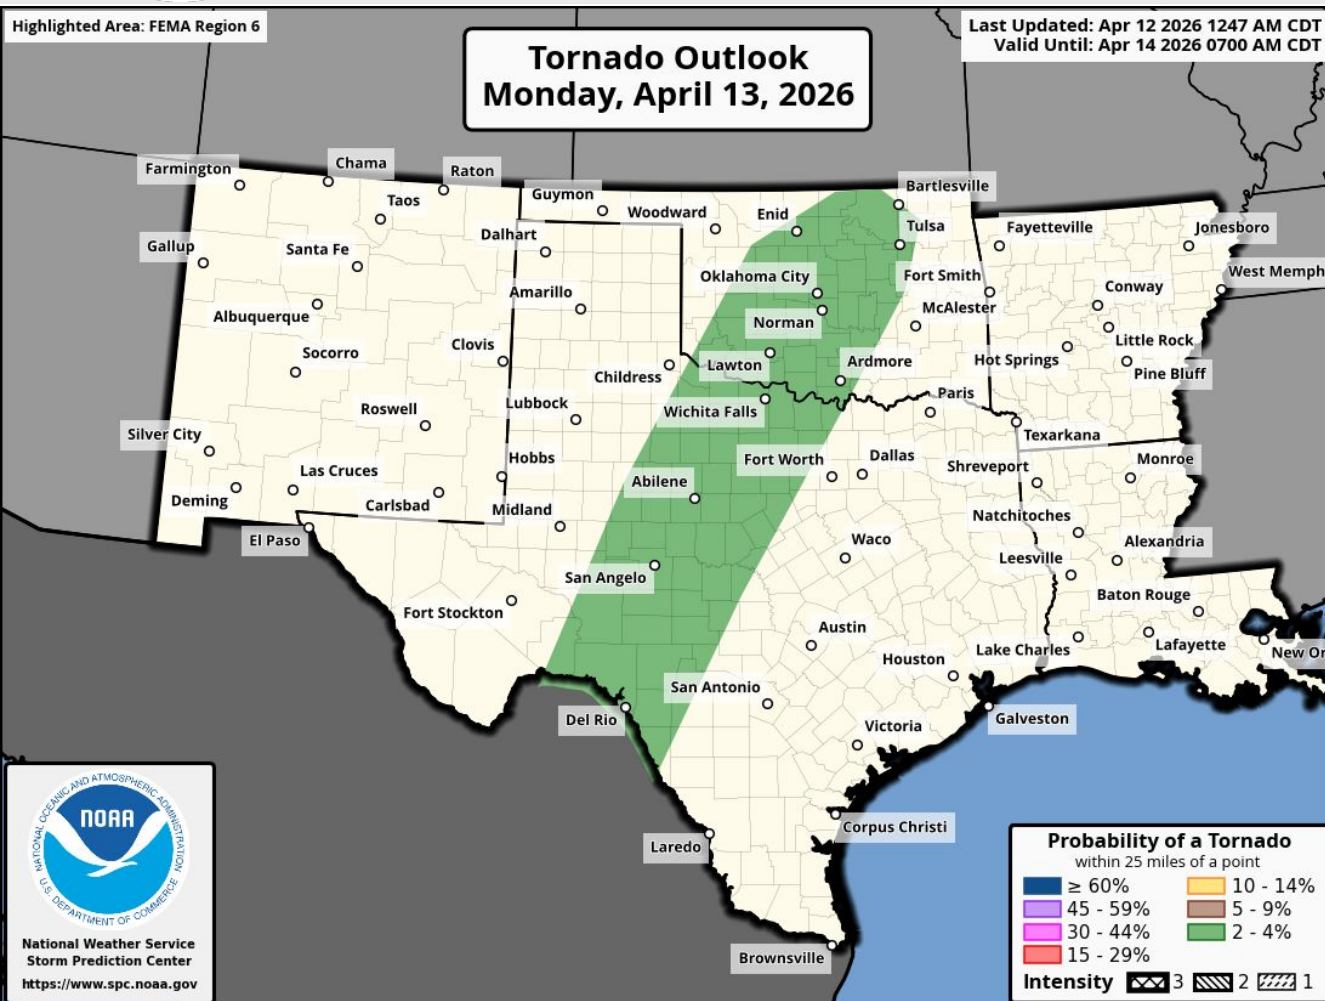 Highlighted Area: FEMA Region 6
Last Updated: Apr 12 2026 1247 AM CDT
Valid Until: Apr 14 2026 0700 AM CDT
Tornado Outlook
Monday, April 13, 2026
Farmington
Chama
Raton
Taos
Guymon
Woodward
Enid
Bartlesville
Tulsa
Fayetteville
Jonesboro
Gallup
Santa Fe
Dalhart
Oklahoma City
Fort Smith
West Memph
Amarillo
Conway
Albuquerque
Norman
McAlester
Socorro
Clovis
Little Rock
Childress
Lawton
Ardmore
Hot Springs
Pine Bluff
Roswell
Lubbock
Wichita Falls
Paris
Silver City
Texarkana
Las Cruces
Hobbs
Fort Worth
Dallas
Shreveport
Monroe
Deming
Carlsbad
Midland
Abilene
Natchitoches
El Paso
Waco
Leesville
Alexandria
San Angelo
Fort Stockton
Baton Rouge
Austin
Houston
Lake Charles
Lafayette
New Or
San Antonio
Del Rio
Galveston
Victoria
Corpus Christi
Laredo
Brownsville
NATIONAL OCEANIC AND ATMOSPHERIC ADMINISTRATION
NOAA
U.S. DEPARTMENT OF COMMERCE
National Weather Service
Storm Prediction Center
https://www.spc.noaa.gov
Probability of a Tornado
within 25 miles of a point
≥ 60%
10 - 14%
45 - 59%
5 - 9%
30 - 44%
2 - 4%
15 - 29%
Intensity 3 2 1